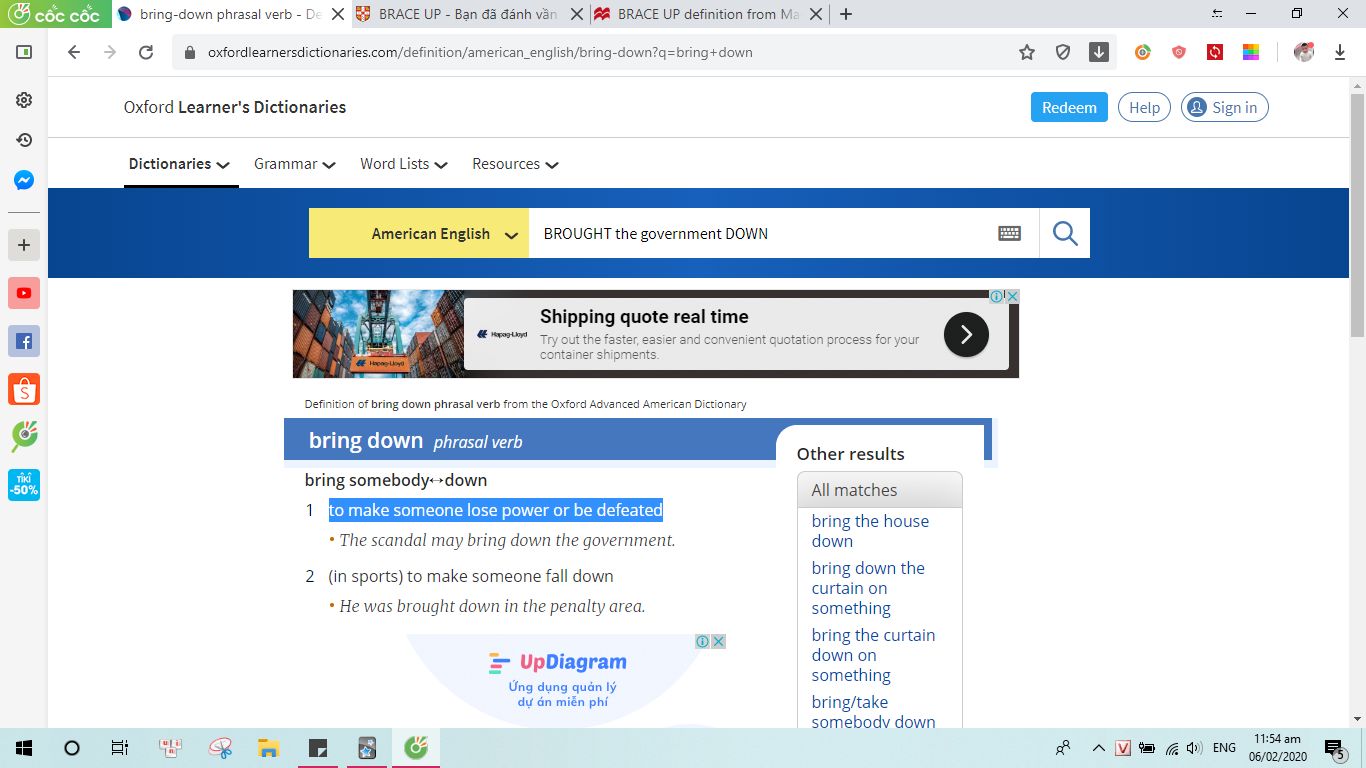 cốc cốc
bring-down phrasal verb - De
BRACE UP - Bạn đã đánh vần
BRACE UP definition from Ma
oxfordlearnersdictionaries.com/definition/american_english/bring-down?q=bring+down
Oxford Learner's Dictionaries
Redeem
Help
Sign in
Dictionaries
Grammar
Word Lists
Resources
American English
BROUGHT the government DOWN
Shipping quote real time
Hapag-Lloyd
Try out the faster, easier and convenient quotation process for your
container shipments.
Hapag-Lloyd
Definition of bring down phrasal verb from the Oxford Advanced American Dictionary
bring down phrasal verb
bring somebody↔down
1 to make someone lose power or be defeated
• The scandal may bring down the government.
2 (in sports) to make someone fall down
• He was brought down in the penalty area.
UpDiagram
Ứng dụng quản lý
dự án miễn phí
Other results
All matches
bring the house
down
bring down the
curtain on
something
bring the curtain
down on
something
bring/take
somebody down
TIKI
-50%
ENG
11:54 am
06/02/2020
5